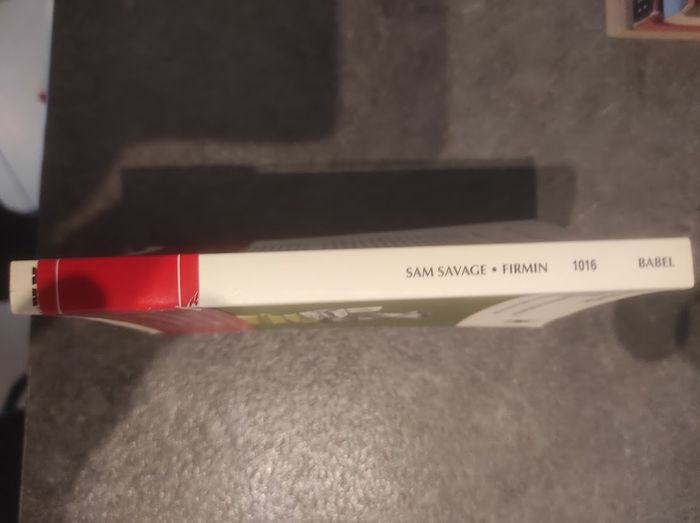 SAM SAVAGE • FIRMIN 1016 BABEL